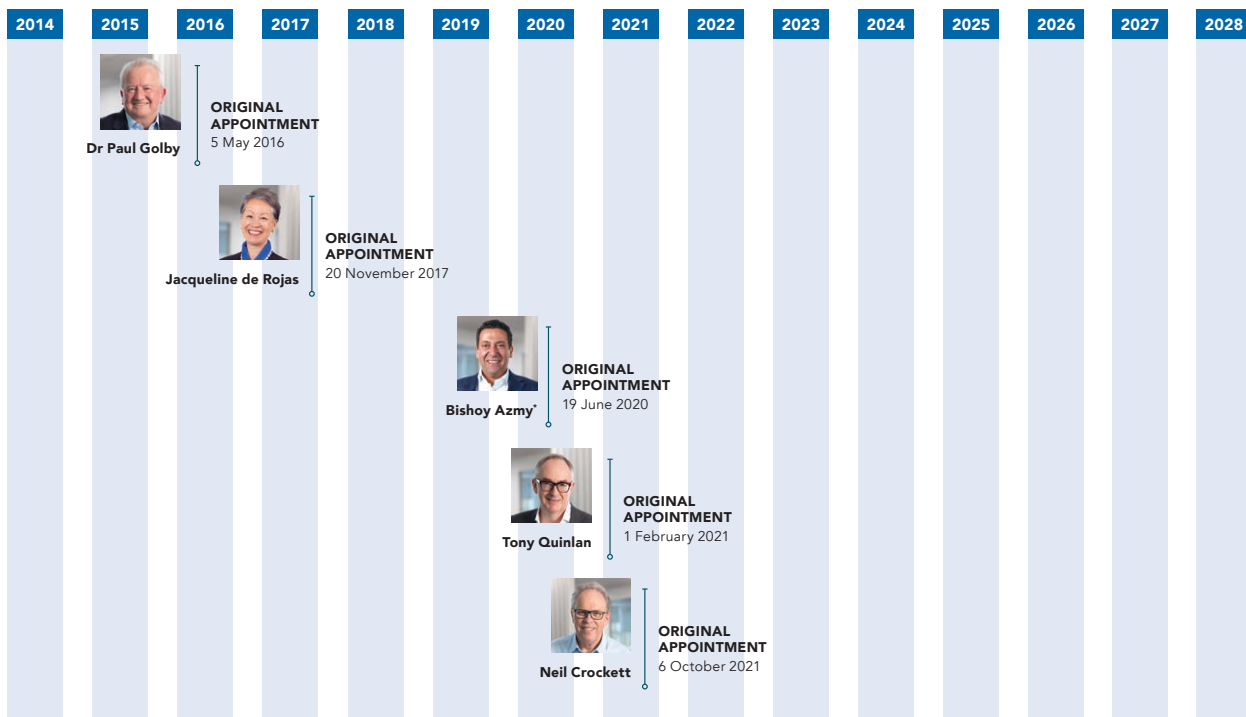 2014 2015 2016 2017 2018 2019 2020 2021 2022 2023 2024 2025 2026 2027 2028
ORIGINAL
APPOINTMENT
5 May 2016
Dr Paul Golby
ORIGINAL
APPOINTMENT
20 November 2017
Jacqueline de Rojas
ORIGINAL
APPOINTMENT
19 June 2020
Bishoy Azmy*
ORIGINAL
APPOINTMENT
1 February 2021
Tony Quinlan
ORIGINAL
APPOINTMENT
6 October 2021
Neil Crockett